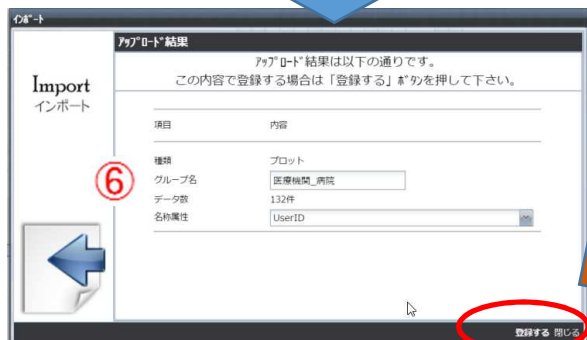 インポート
アップロード結果
アップロード結果は以下の通りです。
この内容で登録する場合は「登録する」ボタンを押して下さい。
Import
インポート
項目 内容
種類 プロット
⑥
グループ名 医療機関_病院
データ数 132件
名称属性 UserID
登録する 閉じる